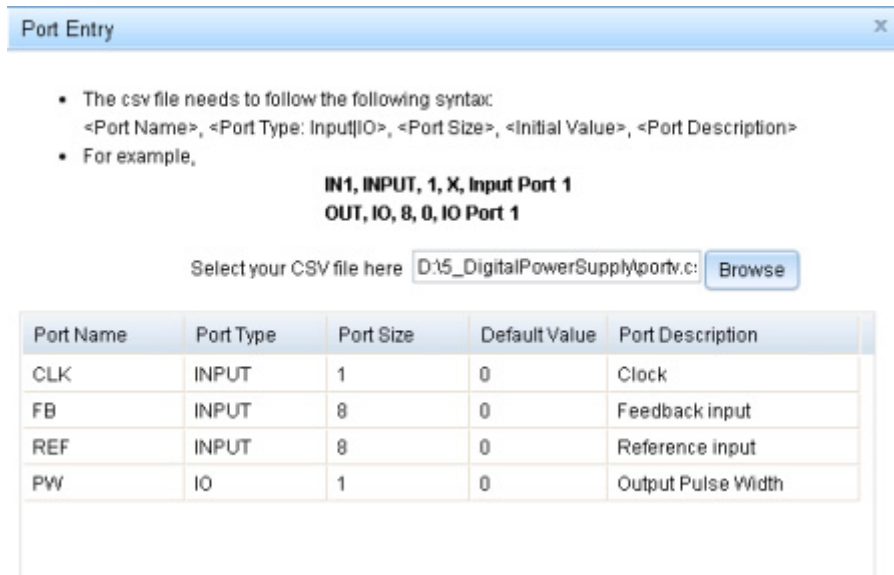 Port Entry
x
• The csv file needs to follow the following syntax:
<Port Name>, <Port Type: Input|IO>, <Port Size>, <Initial Value>, <Port Description>
• For example,
IN1, INPUT, 1, X, Input Port 1
OUT, IO, 8, 0, IO Port 1
Select your CSV file here D:\5_DigitalPowerSupply\portv.c: Browse
Port Name Port Type Port Size Default Value Port Description
CLK INPUT 1 0 Clock
FB INPUT 8 0 Feedback input
REF INPUT 8 0 Reference input
PW IO 1 0 Output Pulse Width